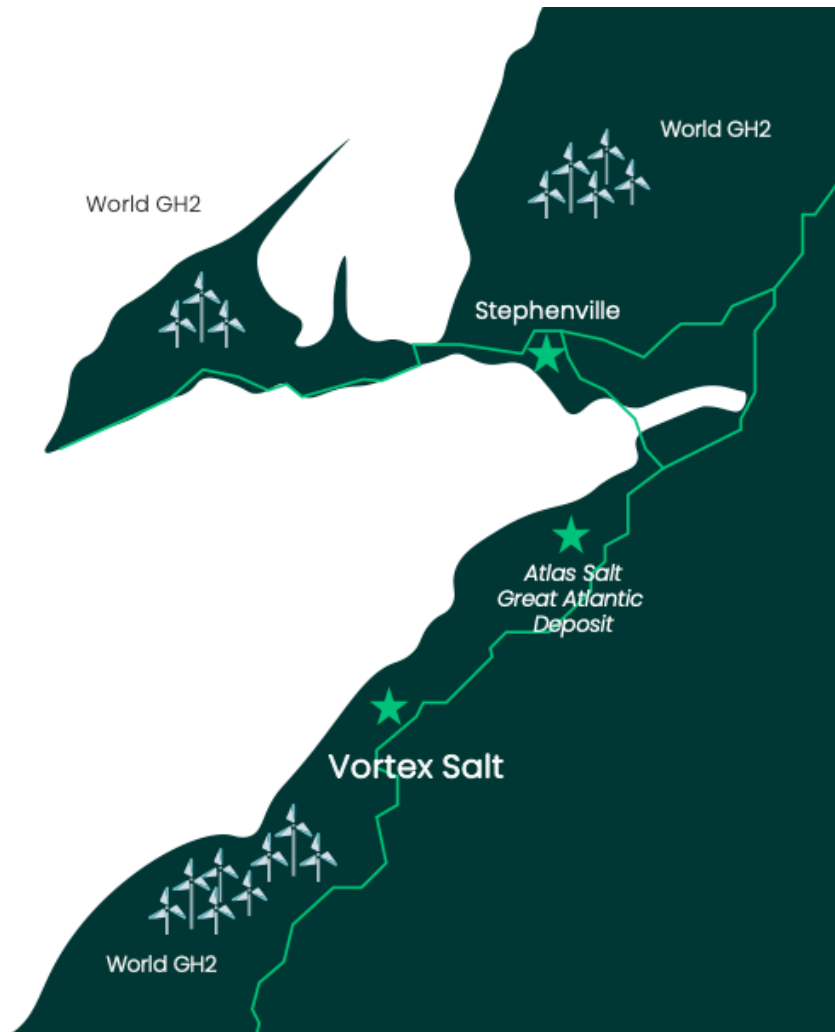 World GH2
World GH2
Stephenville
Atlas Salt
Great Atlantic
Deposit
Vortex Salt
World GH2